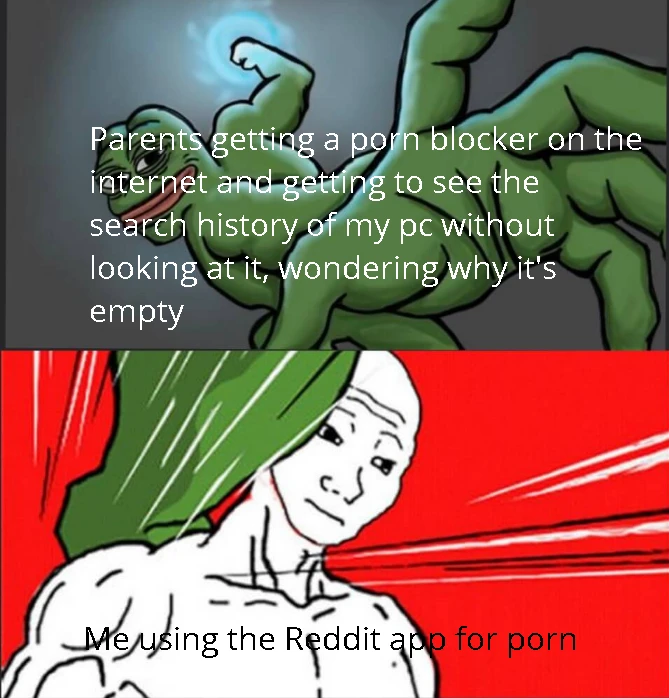 Parents getting a porn blocker on the
internet and getting to see the
search history of my pc without
looking at it, wondering why it's
empty
Me using the Reddit app for porn